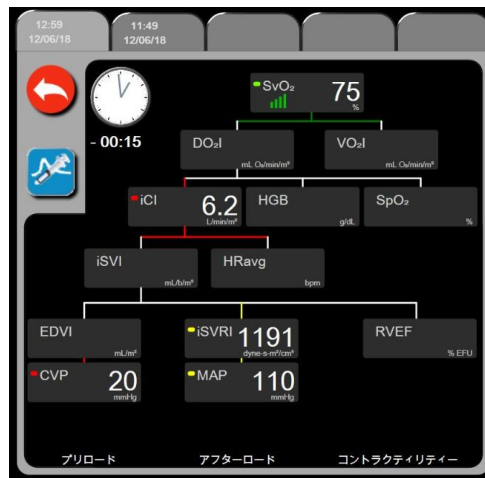 12:59
12/06/18
11:49
12/06/18
SvO₂ 75
%
- 00:15
DO₂I
mL O₂/min/m²
VO₂I
mL O₂/min/m²
iCI 6.2
L/min/m²
HGB
g/dL
SpO₂
%
iSVI
mL/b/m²
HRavg
bpm
EDVI
mL/m²
iSVRI 1191
dyne-s-m²/cm⁵
RVEF
% EFU
CVP 20
mmHg
MAP 110
mmHg
プリロード
アフターロード
コントラクティリティー